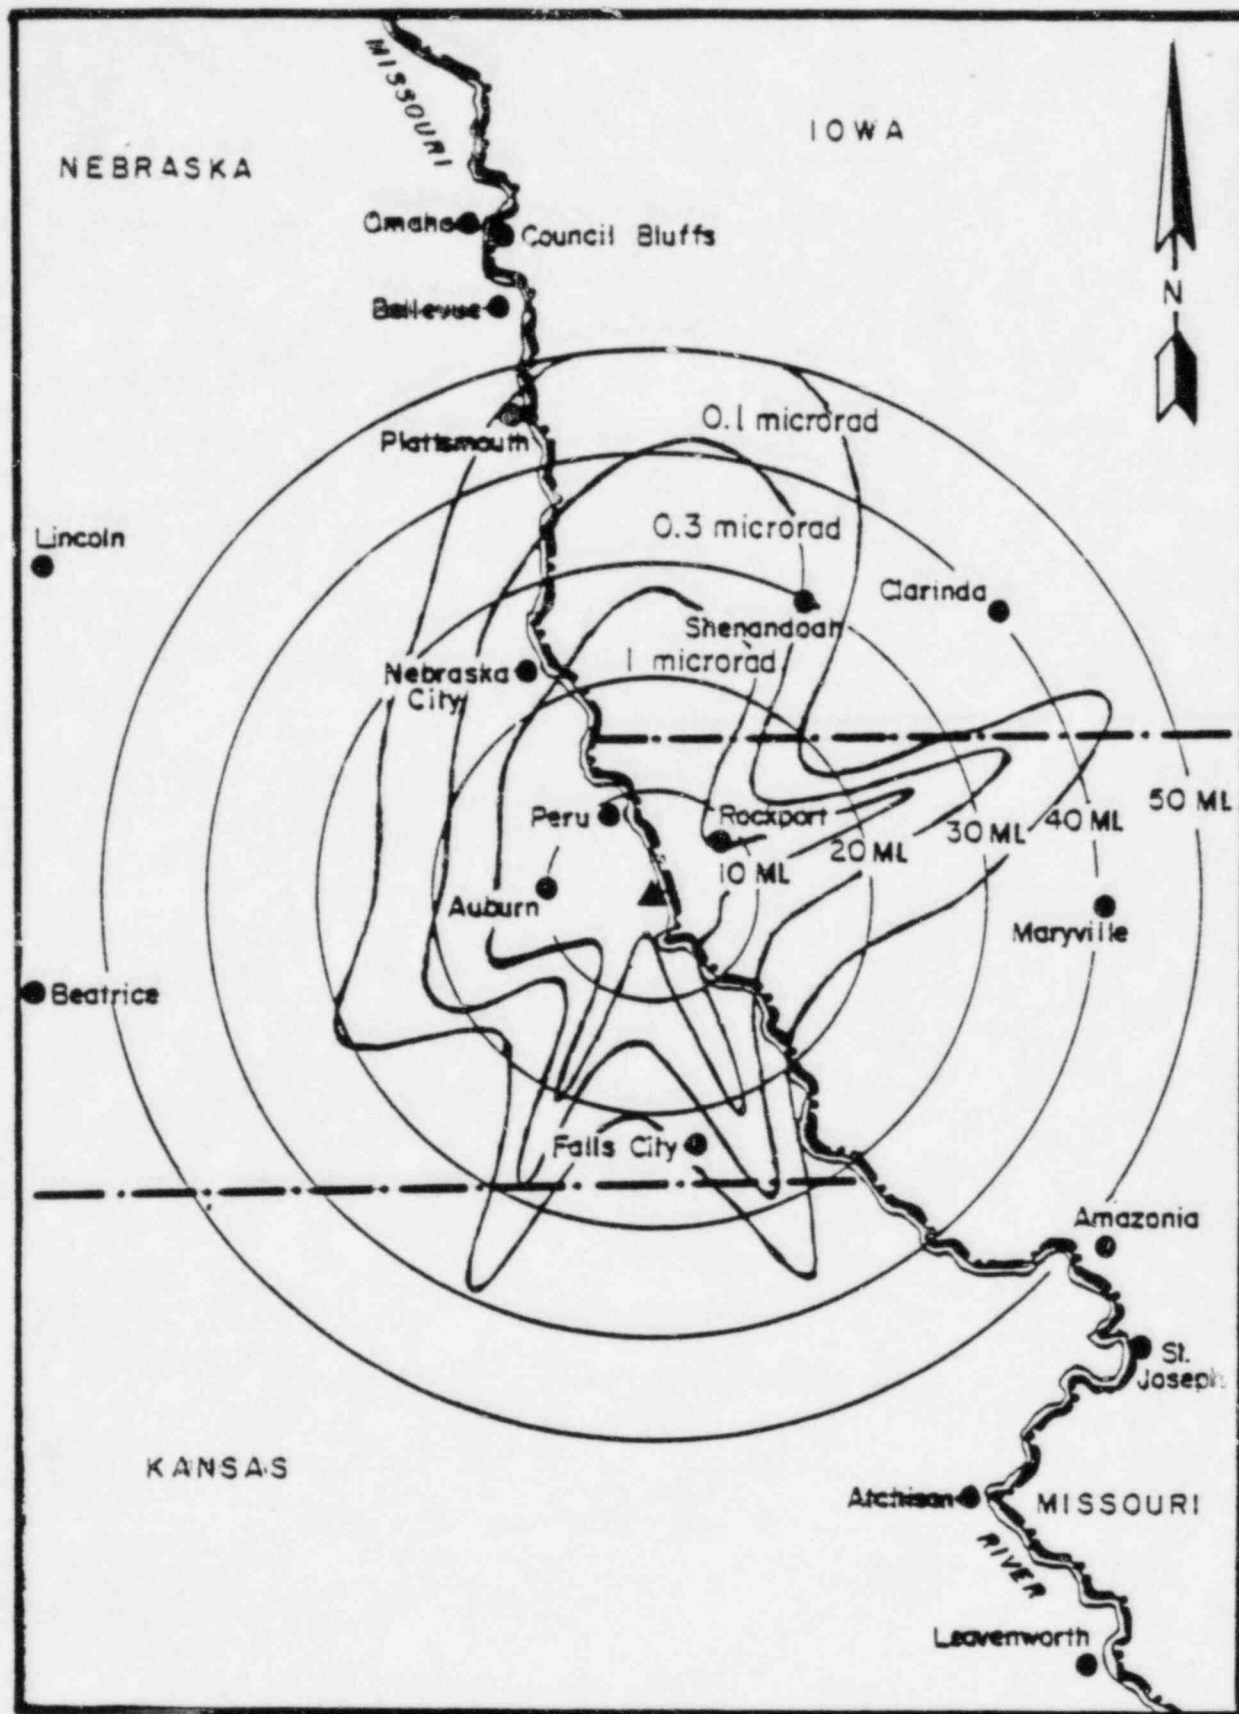 MISSOURI
IOWA
NEBRASKA
Omaha
Council Bluffs
N
Bellevue
0.1 microrad
Plattsmouth
0.3 microrad
Lincoln
Clarinda
Shenandoah
1 microrad
Nebraska
City
50 ML
Peru
Rockport
40 ML
30 ML
20 ML
10 ML
Auburn
Maryville
Beatrice
Falls City
Amazonia
St.
Joseph
KANSAS
Atchison
MISSOURI
RIVER
Leavenworth